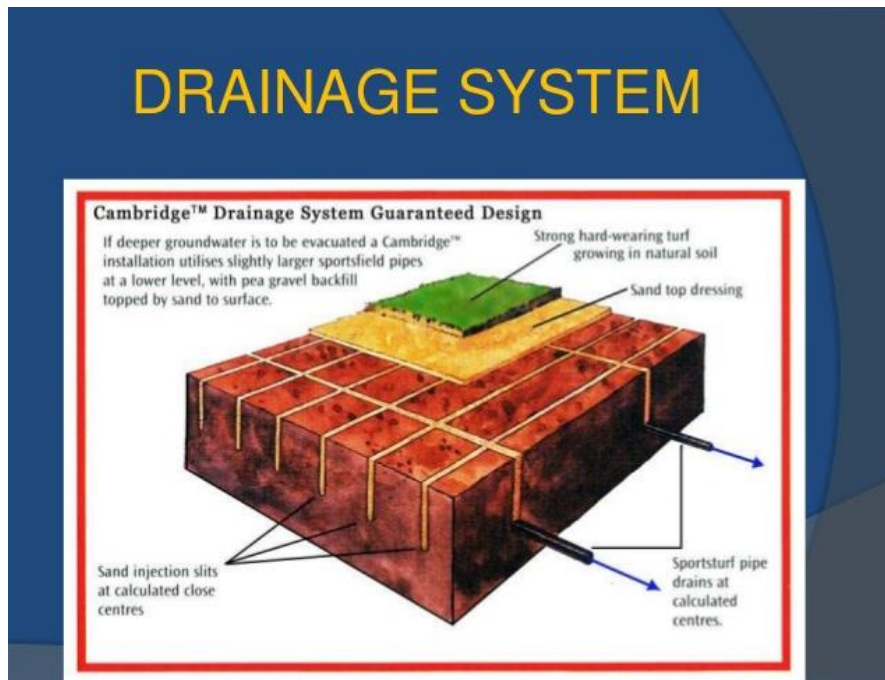 DRAINAGE SYSTEM
Cambridge™ Drainage System Guaranteed Design
If deeper groundwater is to be evacuated a Cambridge™
installation utilises slightly larger sportsfield pipes
at a lower level, with pea gravel backfill
topped by sand to surface.
Strong hard-wearing turf
growing in natural soil
Sand top dressing
Sand injection slits
at calculated close
centres
Sportsturf pipe
drains at
calculated
centres.